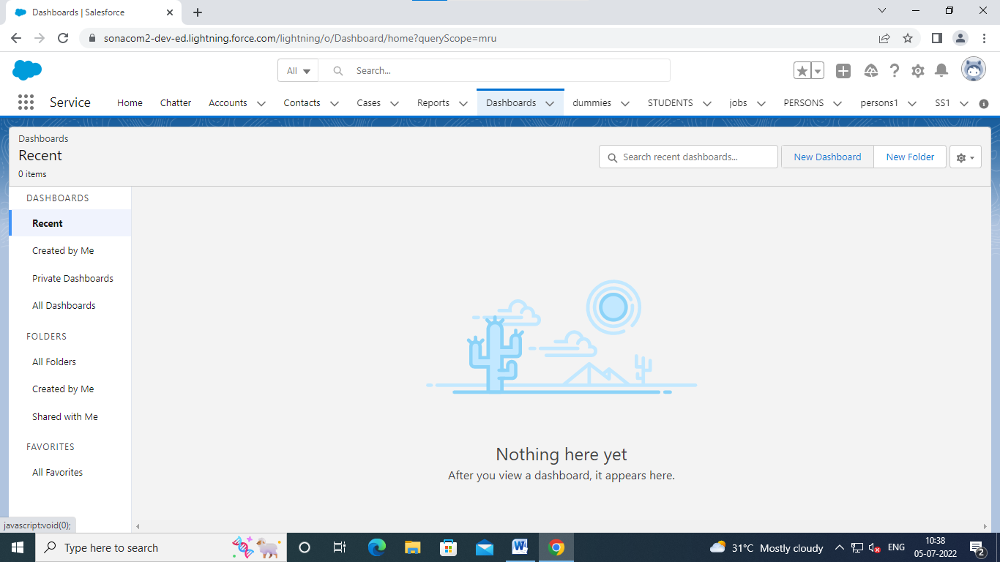 Dashboards | Salesforce
sonacom2-dev-ed.lightning.force.com/lightning/o/Dashboard/home?queryScope=mru
All Search...
Service Home Chatter Accounts Contacts Cases Reports Dashboards dummies STUDENTS jobs PERSONS persons1 SS1
Dashboards
Recent
0 items
Search recent dashboards...
New Dashboard New Folder
DASHBOARDS
Recent
Created by Me
Private Dashboards
All Dashboards
FOLDERS
All Folders
Created by Me
Shared with Me
FAVORITES
All Favorites
Nothing here yet
After you view a dashboard, it appears here.
javascript:void(0);
Type here to search
31°C Mostly cloudy
ENG
10:38
05-07-2022
2